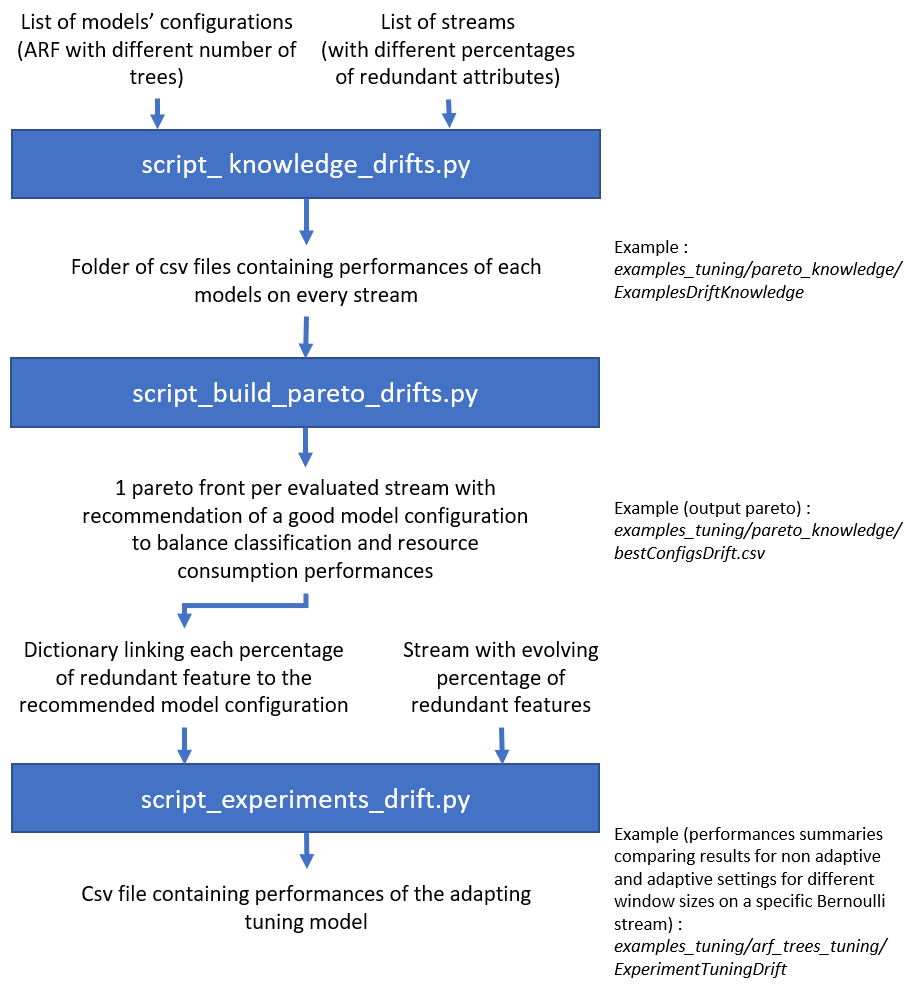 List of models’ configurations
(ARF with different number of
trees)
List of streams
(with different percentages
of redundant attributes)
script_ knowledge_drifts.py
Folder of csv files containing performances of each
models on every stream
Example :
examples_tuning/pareto_knowledge/
ExamplesDriftKnowledge
script_build_pareto_drifts.py
1 pareto front per evaluated stream with
recommendation of a good model configuration
to balance classification and resource
consumption performances
Example (output pareto) :
examples_tuning/pareto_knowledge/
bestConfigsDrift.csv
Dictionary linking each percentage
of redundant feature to the
recommended model configuration
Stream with evolving
percentage of
redundant features
script_experiments_drift.py
Csv file containing performances of the adapting
tuning model
Example (performances summaries
comparing results for non adaptive
and adaptive settings for different
window sizes on a specific Bernoulli
stream) :
examples_tuning/arf_trees_tuning/
ExperimentTuningDrift